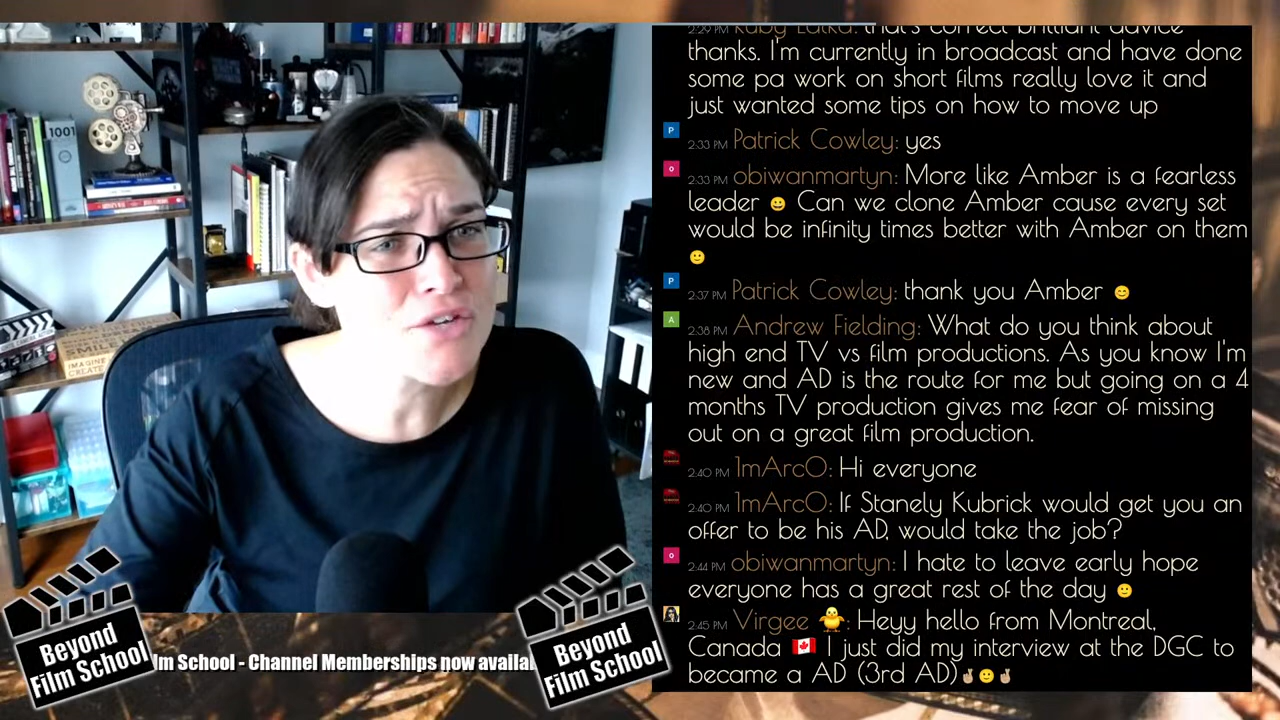 1001
SMILE
IMAGINE
CREATE
thanks. I'm currently in broadcast and have done
some pa work on short films really love it and
just wanted some tips on how to move up
P
2:33 PM Patrick Cowley: yes
o
2:33 PM obiwanmartyn: More like Amber is a fearless
leader 😀 Can we clone Amber cause every set
would be infinity times better with Amber on them
🙂
P
2:37 PM Patrick Cowley: thank you Amber 😊
A
2:38 PM Andrew Fielding: What do you think about
high end TV vs film productions. As you know I'm
new and AD is the route for me but going on a 4
months TV production gives me fear of missing
out on a great film production.
2:40 PM 1mArcO: Hi everyone
2:40 PM 1mArcO: If Stanely Kubrick would get you an
offer to be his AD, would take the job?
o
2:44 PM obiwanmartyn: I hate to leave early hope
everyone has a great rest of the day 🙂
2:45 PM Virgee 🐥: Heyy hello from Montreal,
Canada 🇨🇦 I just did my interview at the DGC to
became a AD (3rd AD)✌🏼🙂✌🏼
Beyond
Film School
lm School - Channel Memberships now availa
Beyond
Film School